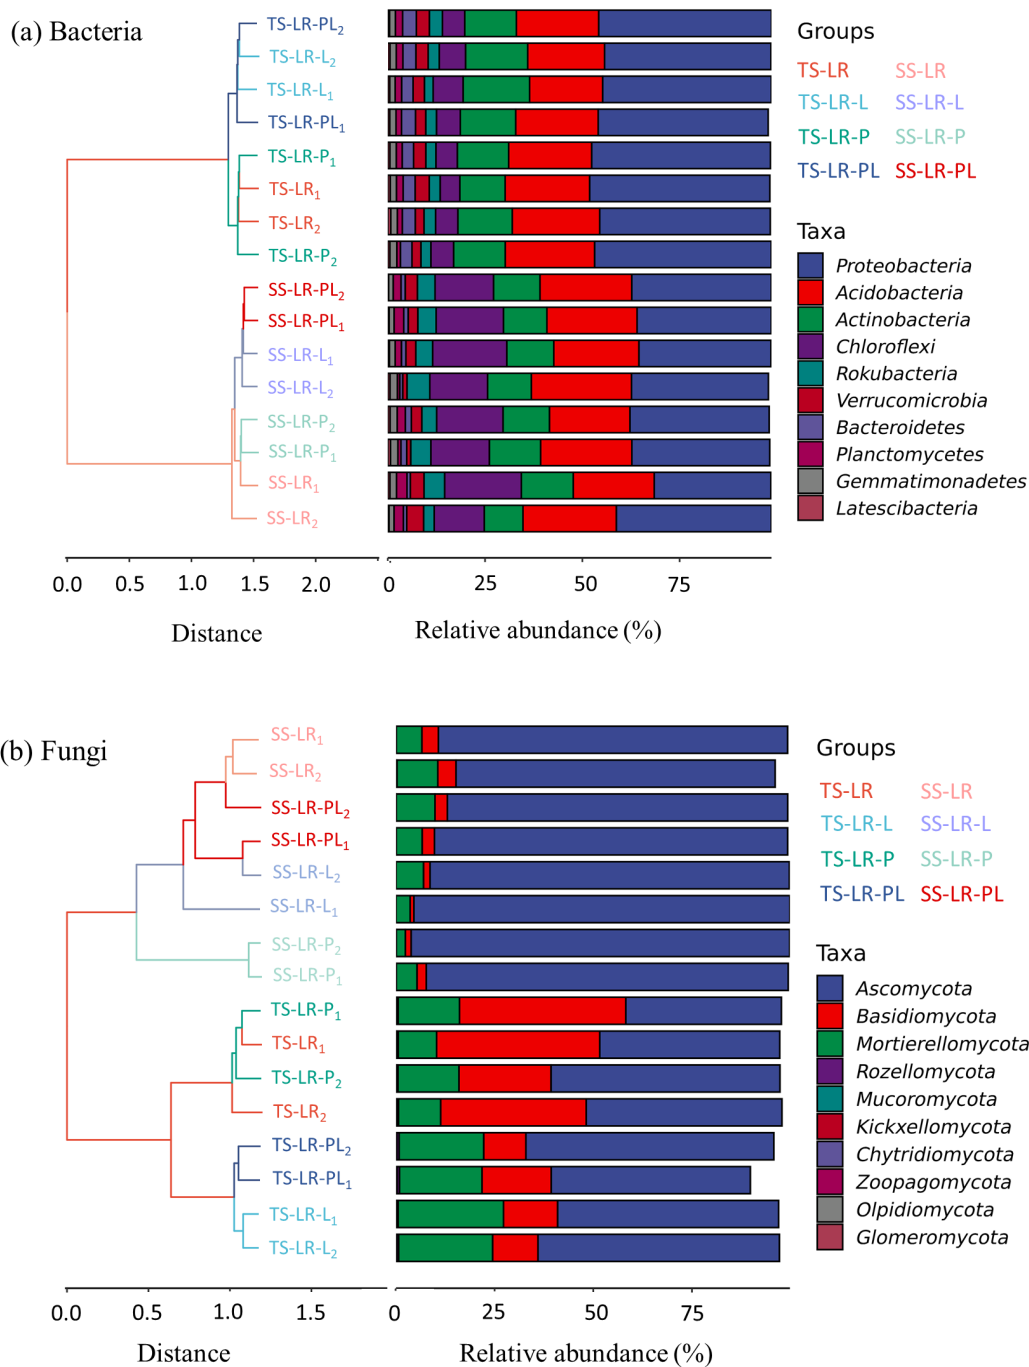 (a) Bacteria
TS-LR-PL₂
TS-LR-L₂
TS-LR-L₁
TS-LR-PL₁
TS-LR-P₁
TS-LR₁
TS-LR₂
TS-LR-P₂
SS-LR-PL₂
SS-LR-PL₁
SS-LR-L₁
SS-LR-L₂
SS-LR-P₂
SS-LR-P₁
SS-LR₁
SS-LR₂
0.0 0.5 1.0 1.5 2.0
Distance
0 25 50 75
Relative abundance (%)
Groups
TS-LR SS-LR
TS-LR-L SS-LR-L
TS-LR-P SS-LR-P
TS-LR-PL SS-LR-PL
Taxa
Proteobacteria
Acidobacteria
Actinobacteria
Chloroflexi
Rokubacteria
Verrucomicrobia
Bacteroidetes
Planctomycetes
Gemmatimonadetes
Latescibacteria
(b) Fungi
SS-LR₁
SS-LR₂
SS-LR-PL₂
SS-LR-PL₁
SS-LR-L₂
SS-LR-L₁
SS-LR-P₂
SS-LR-P₁
TS-LR-P₁
TS-LR₁
TS-LR-P₂
TS-LR₂
TS-LR-PL₂
TS-LR-PL₁
TS-LR-L₁
TS-LR-L₂
0.0 0.5 1.0 1.5
Distance
0 25 50 75
Relative abundance (%)
Groups
TS-LR SS-LR
TS-LR-L SS-LR-L
TS-LR-P SS-LR-P
TS-LR-PL SS-LR-PL
Taxa
Ascomycota
Basidiomycota
Mortierellomycota
Rozellomycota
Mucoromycota
Kickxellomycota
Chytridiomycota
Zoopagomycota
Olpidiomycota
Glomeromycota